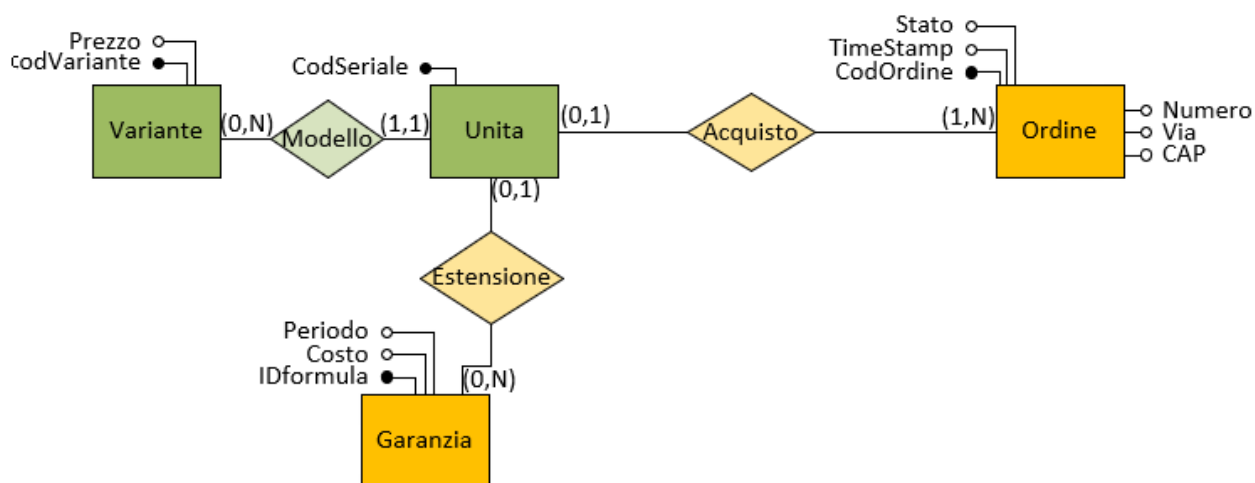 Prezzo
codVariante
Variante
(0,N)
Modello
(1,1)
CodSeriale
Unita
(0,1)
Acquisto
(1,N)
Stato
TimeStamp
CodOrdine
Ordine
Numero
Via
CAP
(0,1)
Estensione
Periodo
Costo
IDformula
(0,N)
Garanzia